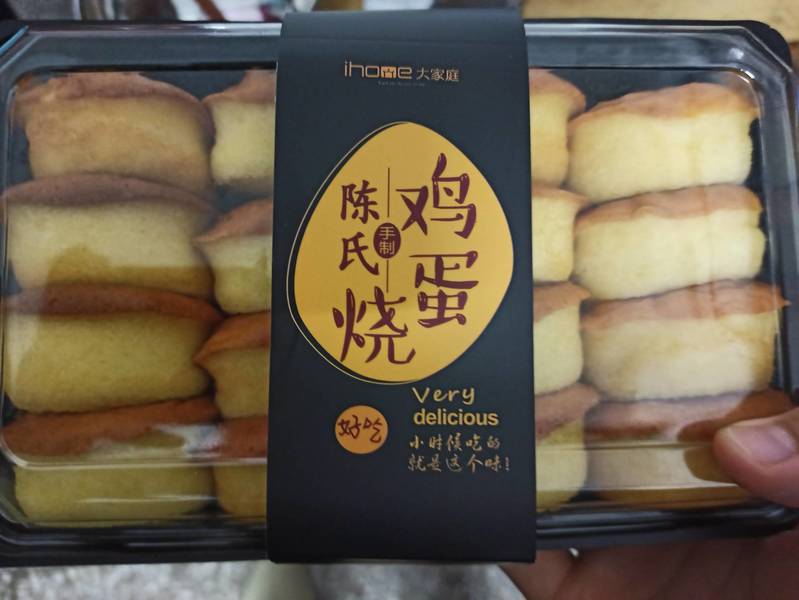 ihome 大家庭
鸡蛋烧
陈氏
手制
Very
delicious
好吃
小时候吃的
就是这个味!